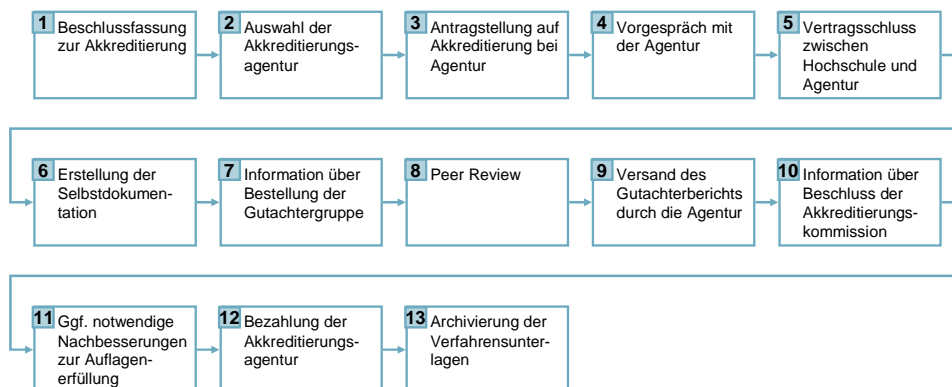 1 Beschlussfassung
zur Akkreditierung
2 Auswahl der
Akkreditierungs-
agentur
3 Antragstellung auf
Akkreditierung bei
Agentur
4 Vorgespräch mit
der Agentur
5 Vertragsschluss
zwischen
Hochschule und
Agentur
6 Erstellung der
Selbstdokumen-
tation
7 Information über
Bestellung der
Gutachtergruppe
8 Peer Review
9 Versand des
Gutachterberichts
durch die Agentur
10 Information über
Beschluss der
Akkreditierungs-
kommission
11 Ggf. notwendige
Nachbesserungen
zur Auflagen-
erfüllung
12 Bezahlung der
Akkreditierungs-
agentur
13 Archivierung der
Verfahrensunter-
lagen